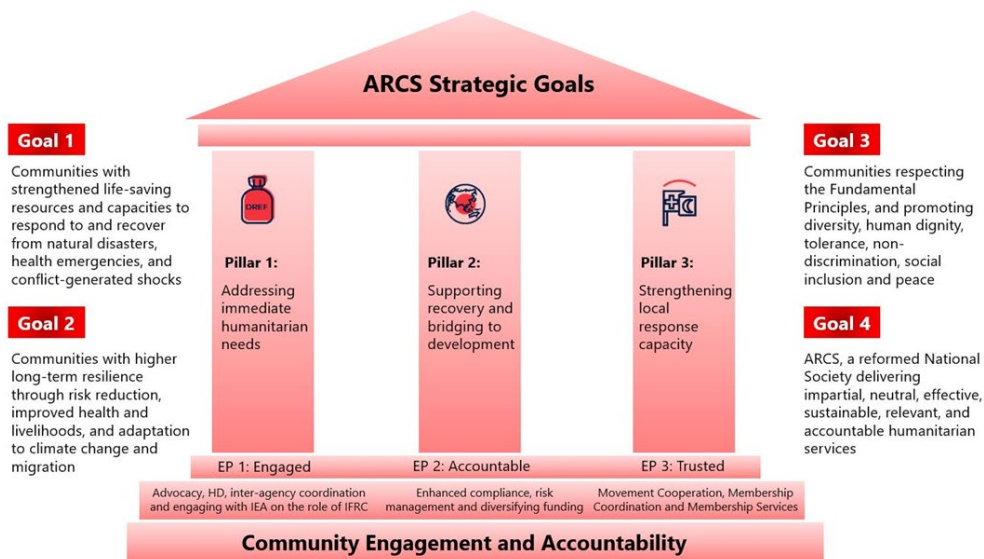 ARCS Strategic Goals
Goal 1
Communities with
strengthened life-saving
resources and capacities to
respond to and recover
from natural disasters,
health emergencies, and
conflict-generated shocks
Goal 2
Communities with higher
long-term resilience
through risk reduction,
improved health and
livelihoods, and adaptation
to climate change and
migration
DREF
Pillar 1:
Addressing
immediate
humanitarian
needs
Pillar 2:
Supporting
recovery and
bridging to
development
Pillar 3:
Strengthening
local
response
capacity
Goal 3
Communities respecting
the Fundamental
Principles, and promoting
diversity, human dignity,
tolerance, non-
discrimination, social
inclusion and peace
Goal 4
ARCS, a reformed National
Society delivering
impartial, neutral, effective,
sustainable, relevant, and
accountable humanitarian
services
EP 1: Engaged
EP 2: Accountable
EP 3: Trusted
Advocacy, HD, inter-agency coordination
and engaging with IEA on the role of IFRC
Enhanced compliance, risk
management and diversifying funding
Movement Cooperation, Membership
Coordination and Membership Services
Community Engagement and Accountability